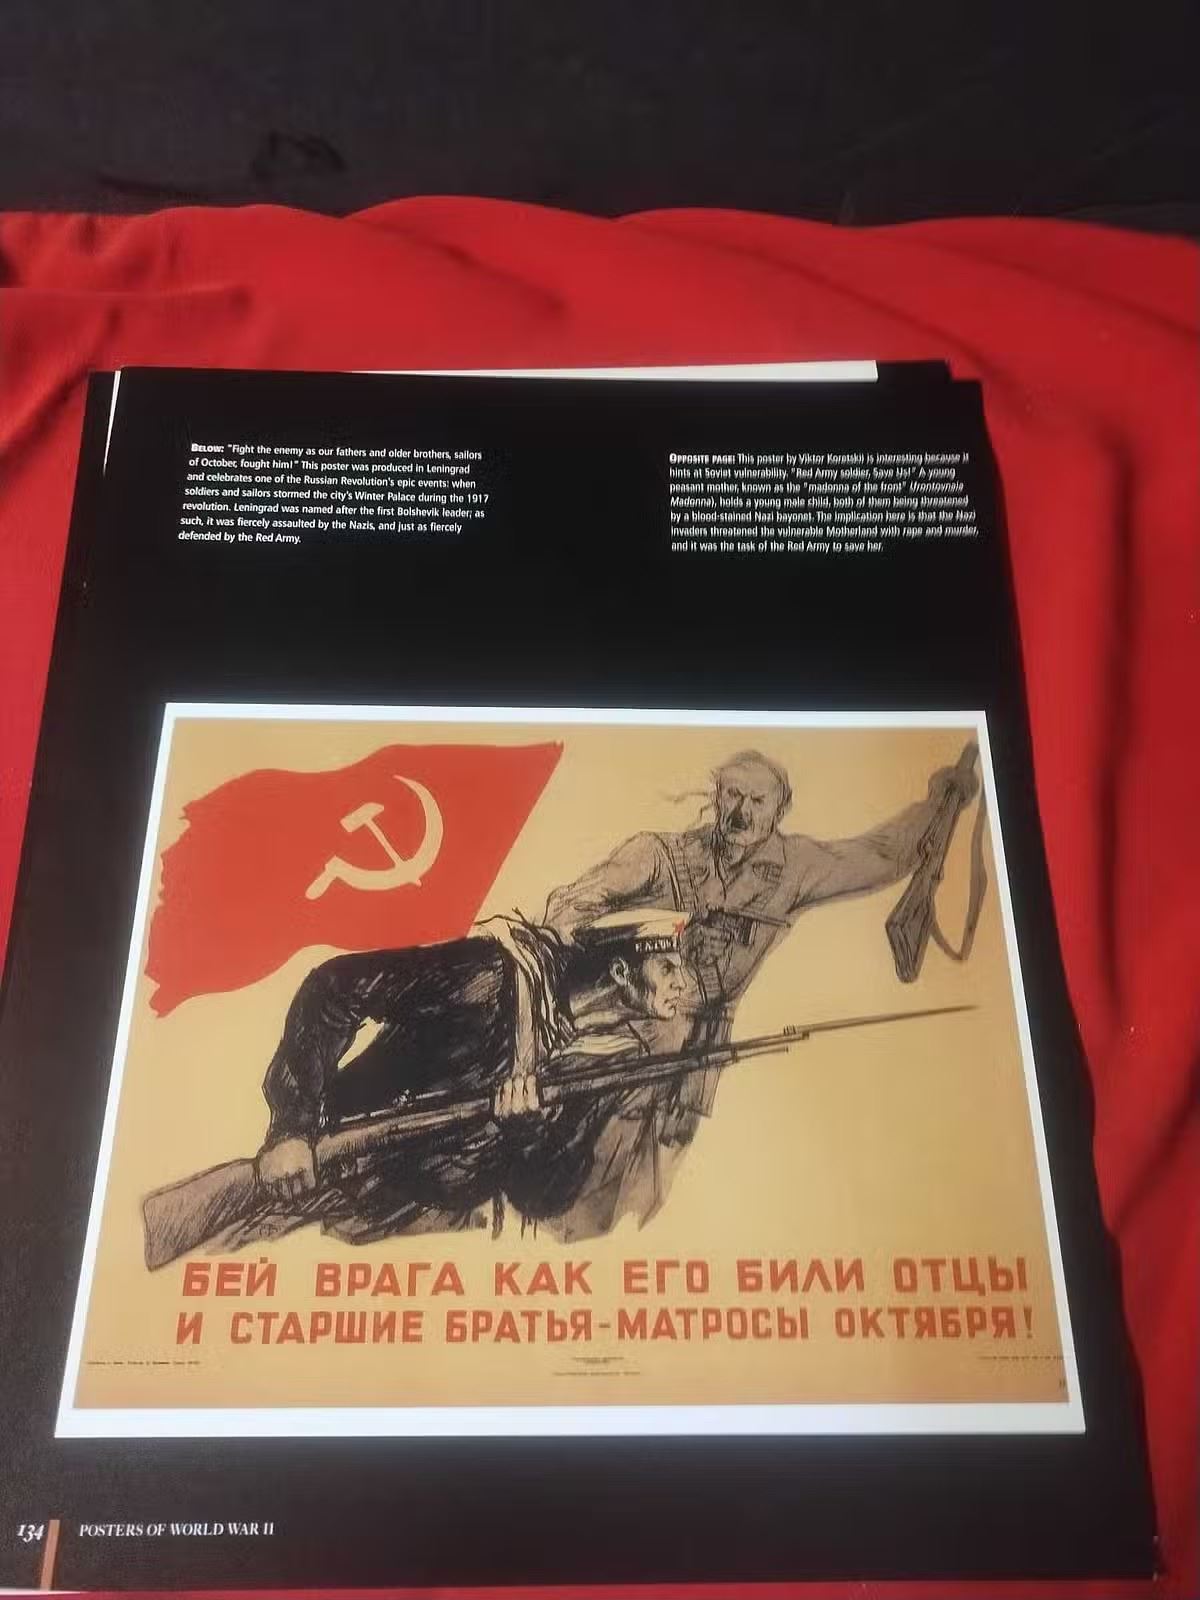 BELOW: "Fight the enemy as our fathers and older brothers, sailors
of October, fought him!" This poster was produced in Leningrad
and celebrates one of the Russian Revolution's epic events: when
soldiers and sailors stormed the city's Winter Palace during the 1917
revolution. Leningrad was named after the first Bolshevik leader; as
such, it was fiercely assaulted by the Nazis, and just as fiercely
defended by the Red Army.
OPPOSITE PAGE: This poster by Viktor Koretskii is interesting because it
hints at Soviet vulnerability. "Red Army soldier, Save Us!" A young
peasant mother, known as the "madonna of the front"
Madonna), holds a young male child, both of them being threatened
by a blood-stained Nazi bayonet. The implication here is that the Nazi
invaders threatened the vulnerable Motherland with rape and murder,
and it was the task of the Red Army to save her.
БЕЙ ВРАГА КАК ЕГО БИЛИ ОТЦЫ
И СТАРШИЕ БРАТЬЯ-МАТРОСЫ ОКТЯБРЯ!
134 POSTERS OF WORLD WAR II